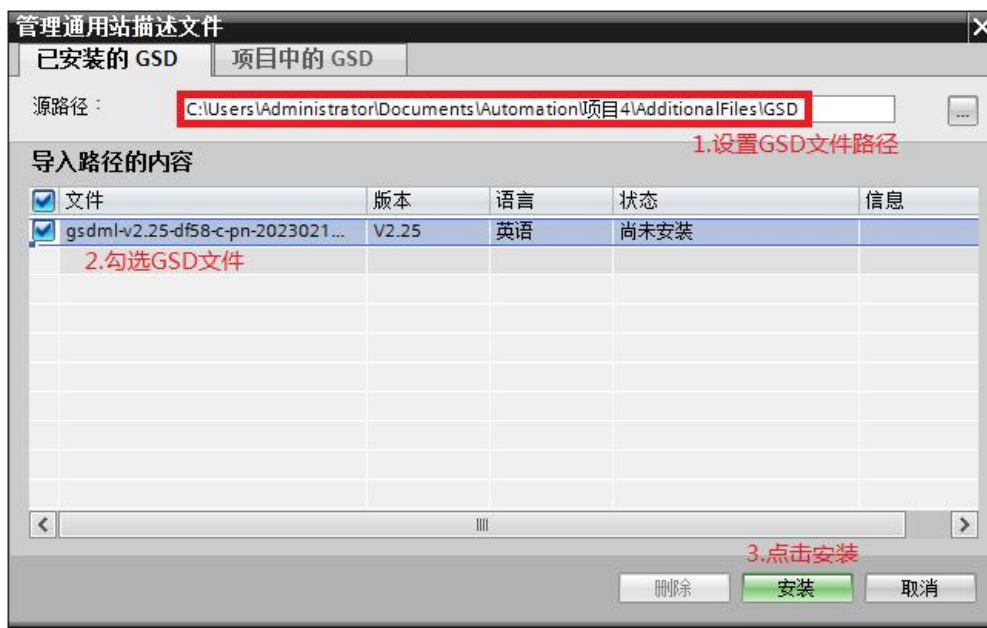 管理通用站描述文件
已安装的 GSD 项目中的 GSD
源路径： C:\Users\Administrator\Documents\Automation\项目4\AdditionalFiles\GSD ...
1.设置GSD文件路径
导入路径的内容
文件 版本 语言 状态 信息
gsdml-v2.25-df58-c-pn-2023021... V2.25 英语 尚未安装
2.勾选GSD文件
3.点击安装
删除 安装 取消